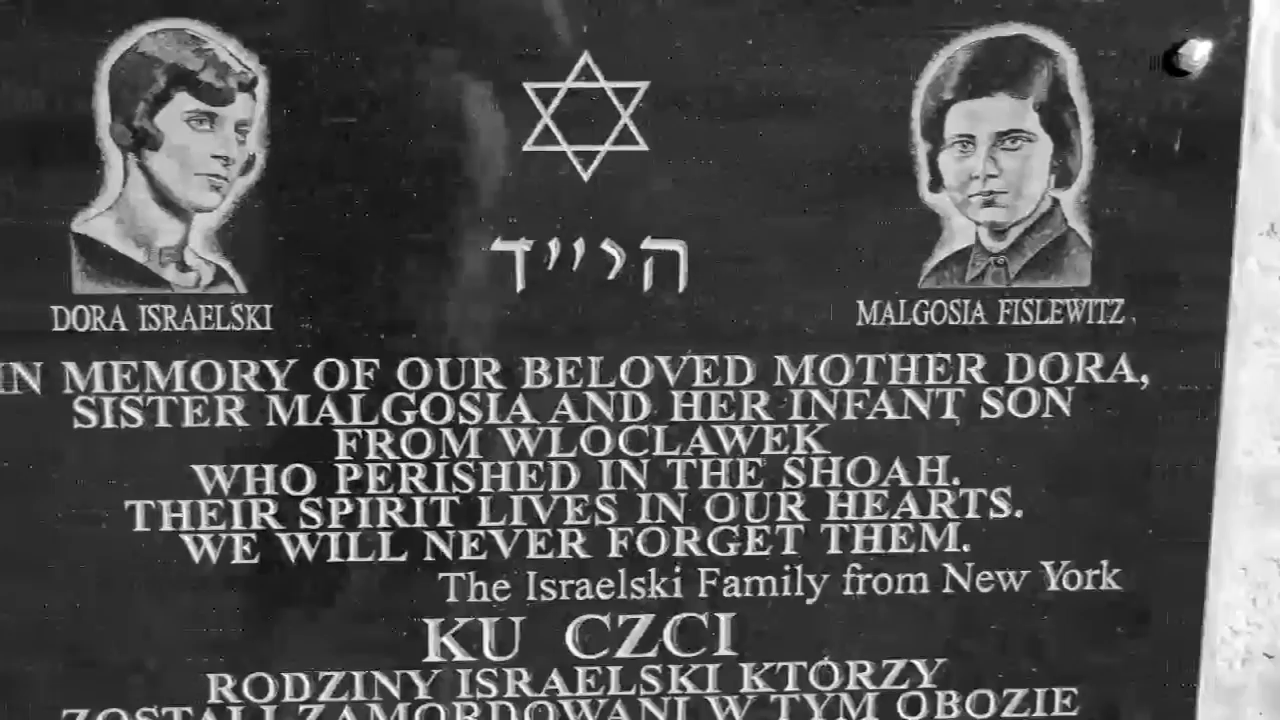 היי״ד
DORA ISRAELSKI
MALGOSIA FISLEWITZ
IN MEMORY OF OUR BELOVED MOTHER DORA,
SISTER MALGOSIA AND HER INFANT SON
FROM WLOCLAWEK
WHO PERISHED IN THE SHOAH.
THEIR SPIRIT LIVES IN OUR HEARTS.
WE WILL NEVER FORGET THEM.
The Israelski Family from New York
KU CZCI
RODZINY ISRAELSKI KTÓRZY
ZOSTALI ZAMORDOWANI W TYM OBOZIE